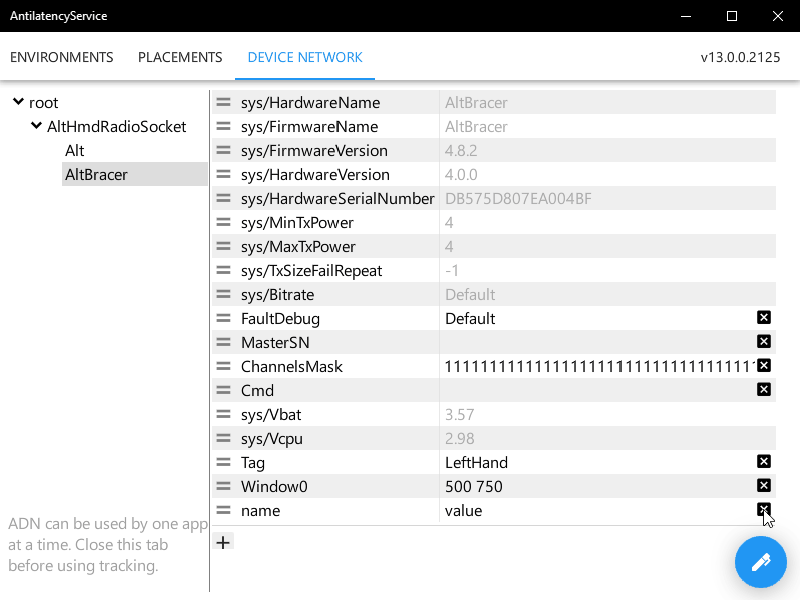 AntilatencyService
ENVIRONMENTS PLACEMENTS DEVICE NETWORK v13.0.0.2125
root
AltHmdRadioSocket
Alt
AltBracer
sys/HardwareName AltBracer
sys/FirmwareName AltBracer
sys/FirmwareVersion 4.8.2
sys/HardwareVersion 4.0.0
sys/HardwareSerialNumber DB575D807EA004BF
sys/MinTxPower 4
sys/MaxTxPower 4
sys/TxSizeFailRepeat -1
sys/Bitrate Default
FaultDebug Default
MasterSN
ChannelsMask
Cmd
sys/Vbat 3.57
sys/Vcpu 2.98
Tag LeftHand
Window0 500 750
name value
+
ADN can be used by one app
at a time. Close this tab
before using tracking.